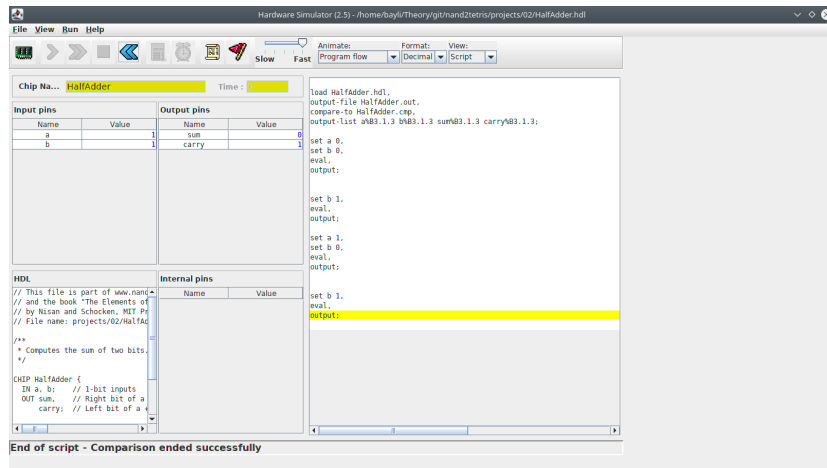 Hardware Simulator (2.5) - /home/bayli/Theory/git/nand2tetris/projects/02/HalfAdder.hdl
File View Run Help
Slow Fast
Animate: Format: View:
Program flow Decimal Script
Chip Na... HalfAdder Time :
Input pins Output pins
Name Value Name Value
a 1 sum 0
b 1 carry 1
HDL Internal pins
Name Value
// This file is part of www.nand
// and the book "The Elements of
// by Nisan and Schocken, MIT Pr
// File name: projects/02/HalfAd
/**
* Computes the sum of two bits.
*/
CHIP HalfAdder {
IN a, b; // 1-bit inputs
OUT sum, // Right bit of a
carry; // Left bit of a
load HalfAdder.hdl,
output-file HalfAdder.out,
compare-to HalfAdder.cmp,
output-list a%B3.1.3 b%B3.1.3 sum%B3.1.3 carry%B3.1.3;
set a 0,
set b 0,
eval,
output;
set b 1,
eval,
output;
set a 1,
set b 0,
eval,
output;
set b 1,
eval,
output;
End of script - Comparison ended successfully